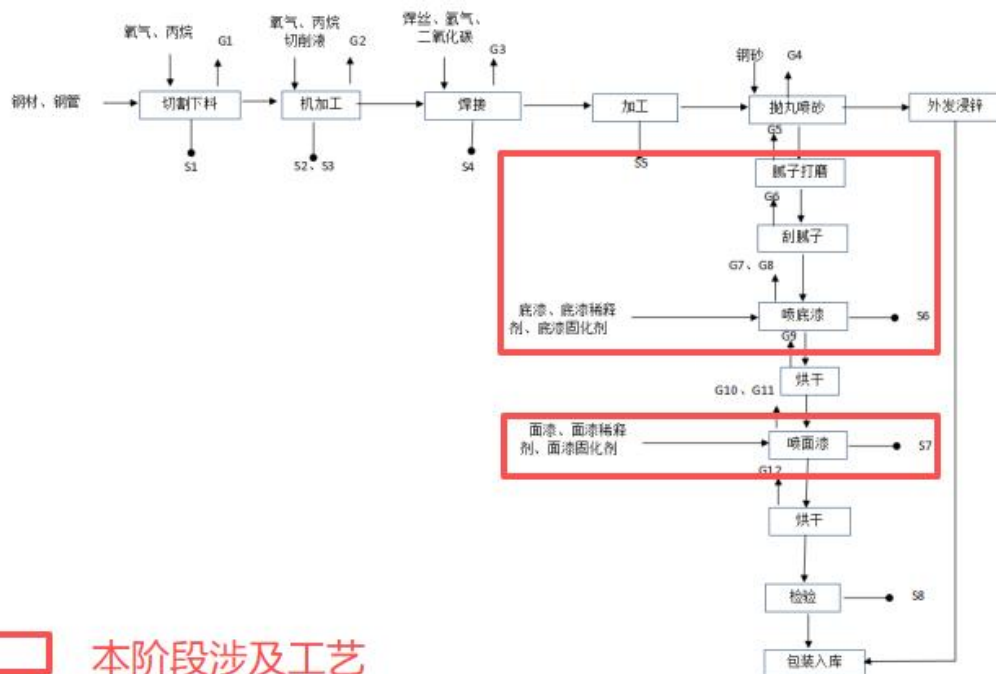 氧气、丙烷
G1
氧气、丙烷
切削液
G2
焊丝、氩气、
二氧化碳
G3
钢砂
G4
钢材、钢管
切割下料
机加工
焊接
加工
抛丸喷砂
外发浸锌
S1
S2、S3
S4
S5
G5
腻子打磨
G6
刮腻子
G7、G8
底漆、底漆稀释
剂、底漆固化剂
喷底漆
S6
G9
烘干
G10、G11
面漆、面漆稀释
剂、面漆固化剂
喷面漆
S7
G12
烘干
检验
S8
包装入库
本阶段涉及工艺